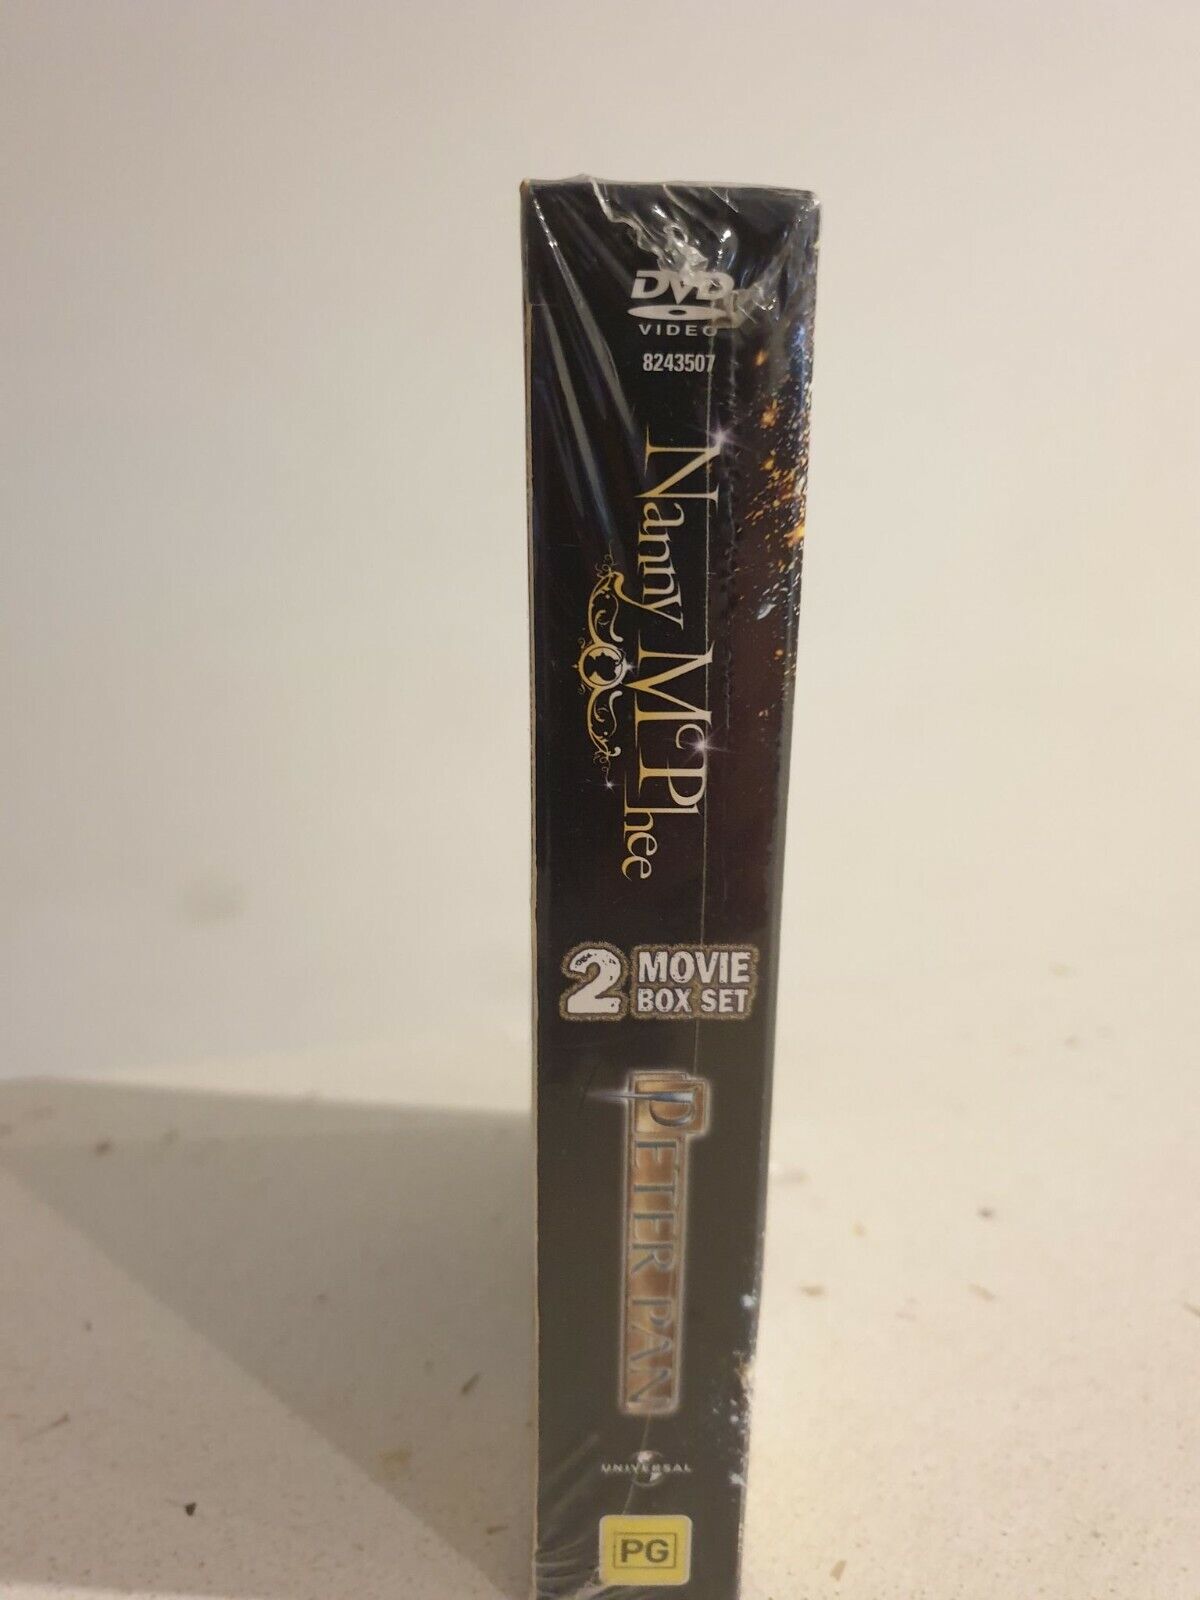 DVD
VIDEO
8243507
Nanny McPhee
2 MOVIE
BOX SET
PETER PAN
UNIVERSAL
PG